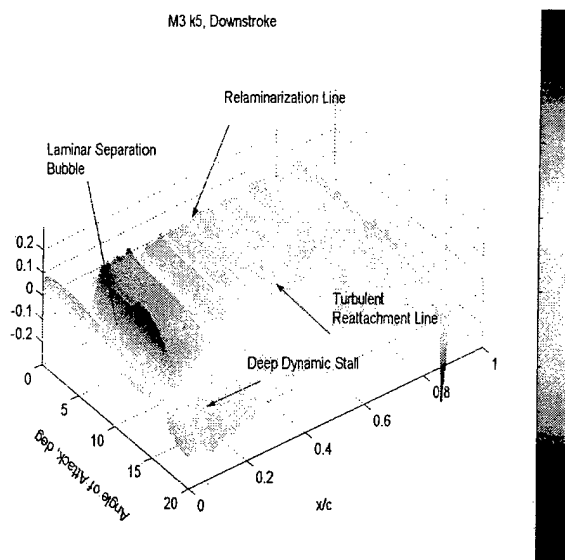 M3 k5, Downstroke
Relaminarization Line
Laminar Separation
Bubble
0.2
0.1
0
-0.1
-0.2
Turbulent
Reattachment Line
Deep Dynamic Stall
0
5
10
15
20
0
0.2
0.4
0.6
0.8
1
Angle of Attack, deg
x/c